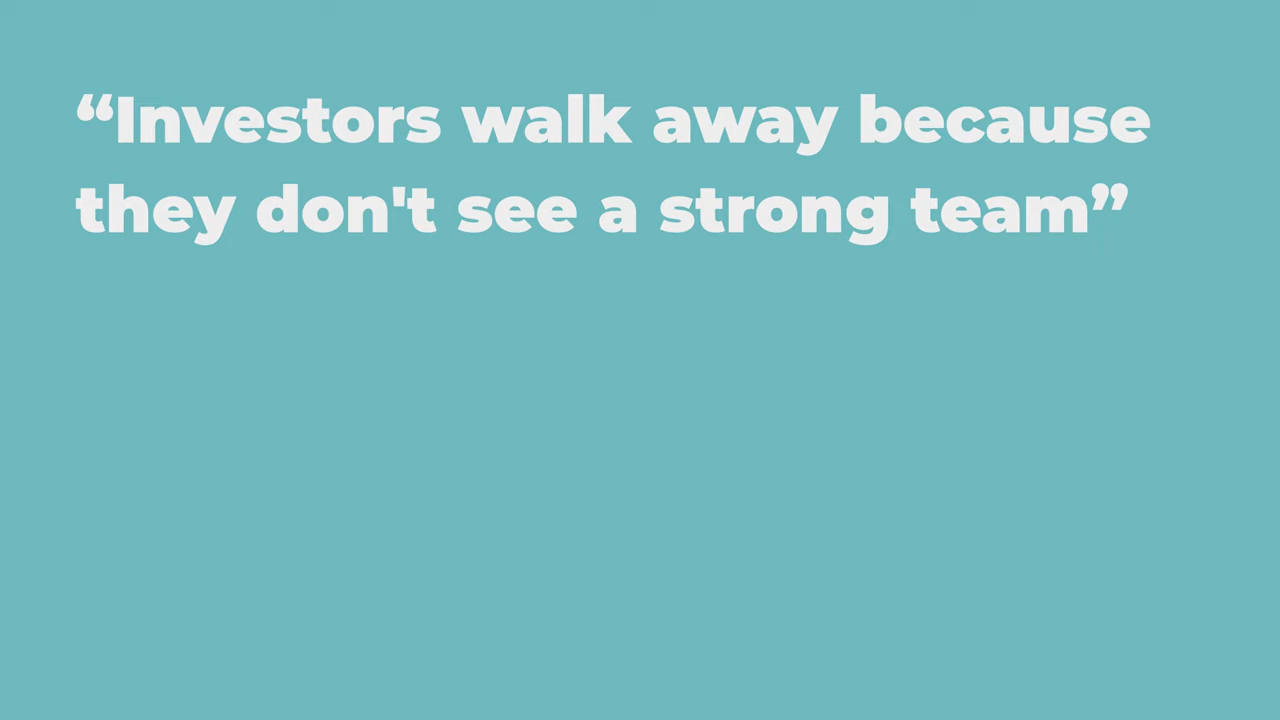 “Investors walk away because
they don't see a strong team”